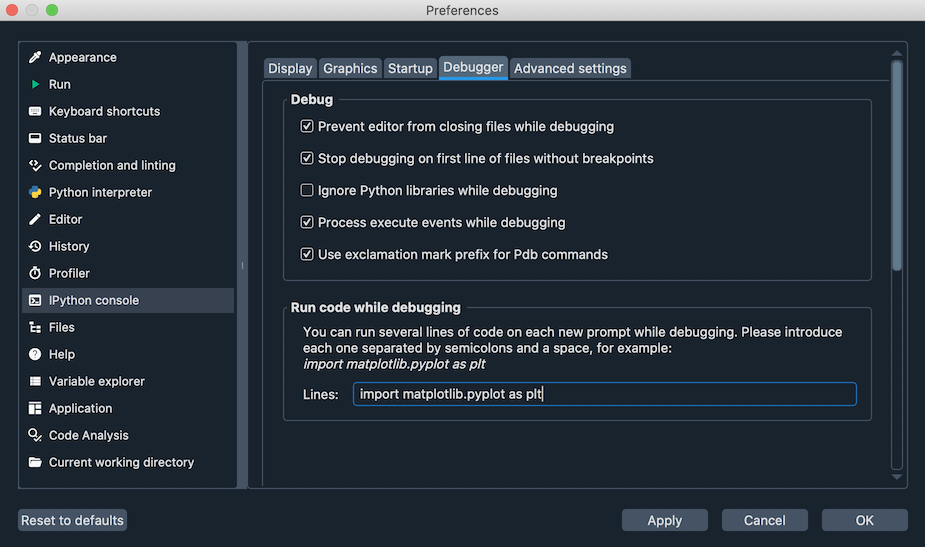 Preferences
Appearance
Run
Keyboard shortcuts
Status bar
Completion and linting
Python interpreter
Editor
History
Profiler
IPython console
Files
Help
Variable explorer
Application
Code Analysis
Current working directory
Display Graphics Startup Debugger Advanced settings
Debug
Prevent editor from closing files while debugging
Stop debugging on first line of files without breakpoints
Ignore Python libraries while debugging
Process execute events while debugging
Use exclamation mark prefix for Pdb commands
Run code while debugging
You can run several lines of code on each new prompt while debugging. Please introduce
each one separated by semicolons and a space, for example:
import matplotlib.pyplot as plt
Lines: import matplotlib.pyplot as plt
Reset to defaults Apply Cancel OK